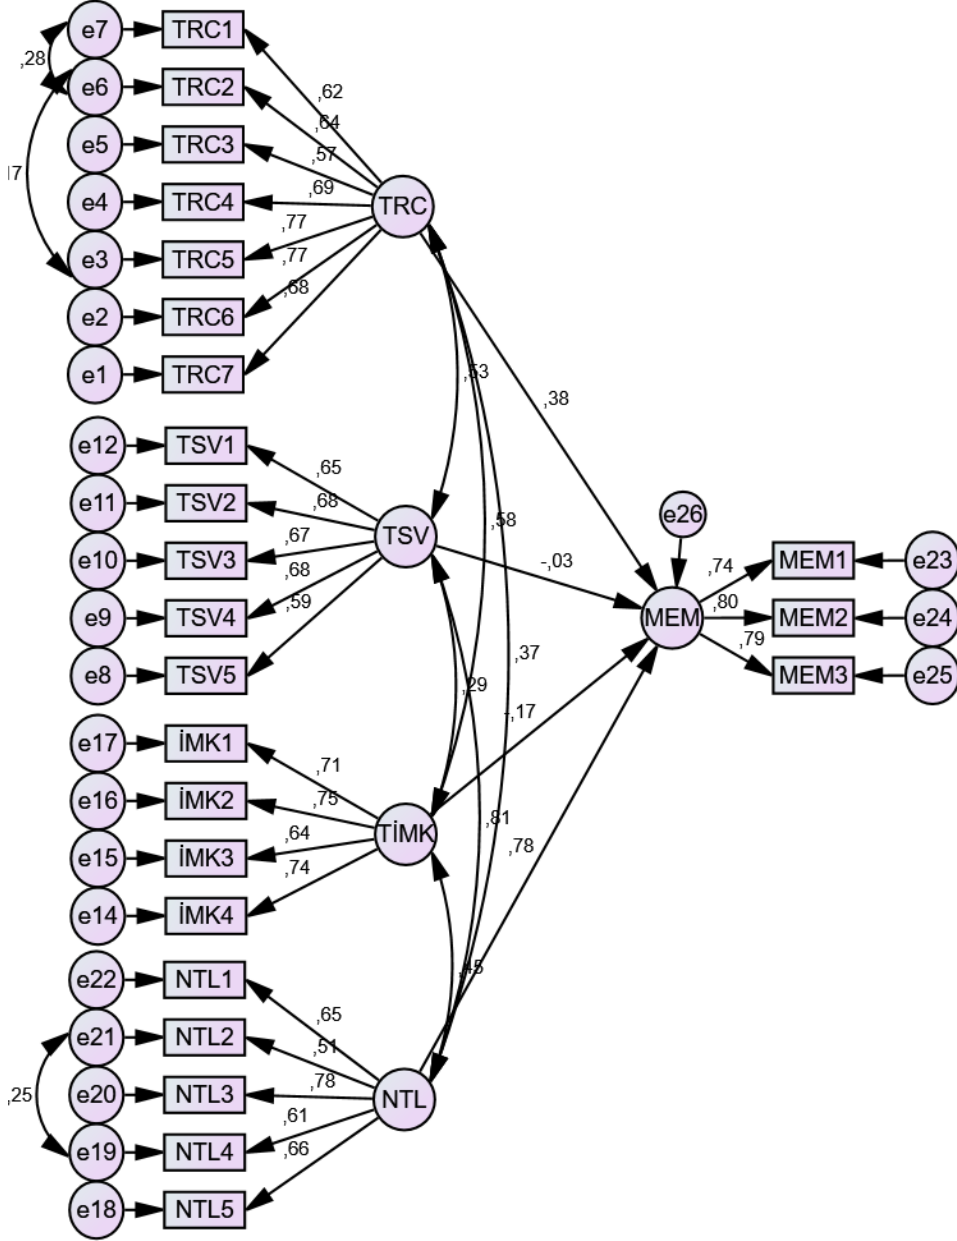 e7 TRC1
,28
e6 TRC2
,62
,64
e5 TRC3
,57
17
e4 TRC4
,69
TRC
e3 TRC5
,77
,77
e2 TRC6
,68
e1 TRC7
,53
,38
e12 TSV1
,65
e11 TSV2
,68
TSV
e10 TSV3
,67
,68
e9 TSV4
,59
e8 TSV5
-,03
,58
e26
,74
MEM1 e23
MEM
,80
MEM2 e24
,79
MEM3 e25
,37
,29
-,17
e17 İMK1
,71
e16 İMK2
,75
TİMK
e15 İMK3
,64
,74
e14 İMK4
,81
,78
,45
e22 NTL1
,65
e21 NTL2
,51
e20 NTL3
,78
NTL
,25
e19 NTL4
,61
,66
e18 NTL5